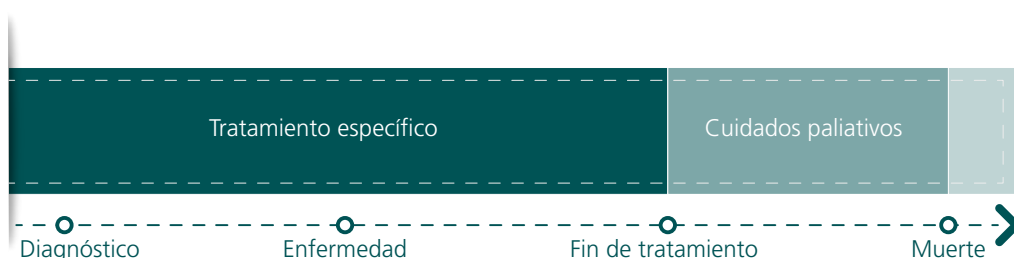 Tratamiento específico
Cuidados paliativos
Diagnóstico
Enfermedad
Fin de tratamiento
Muerte